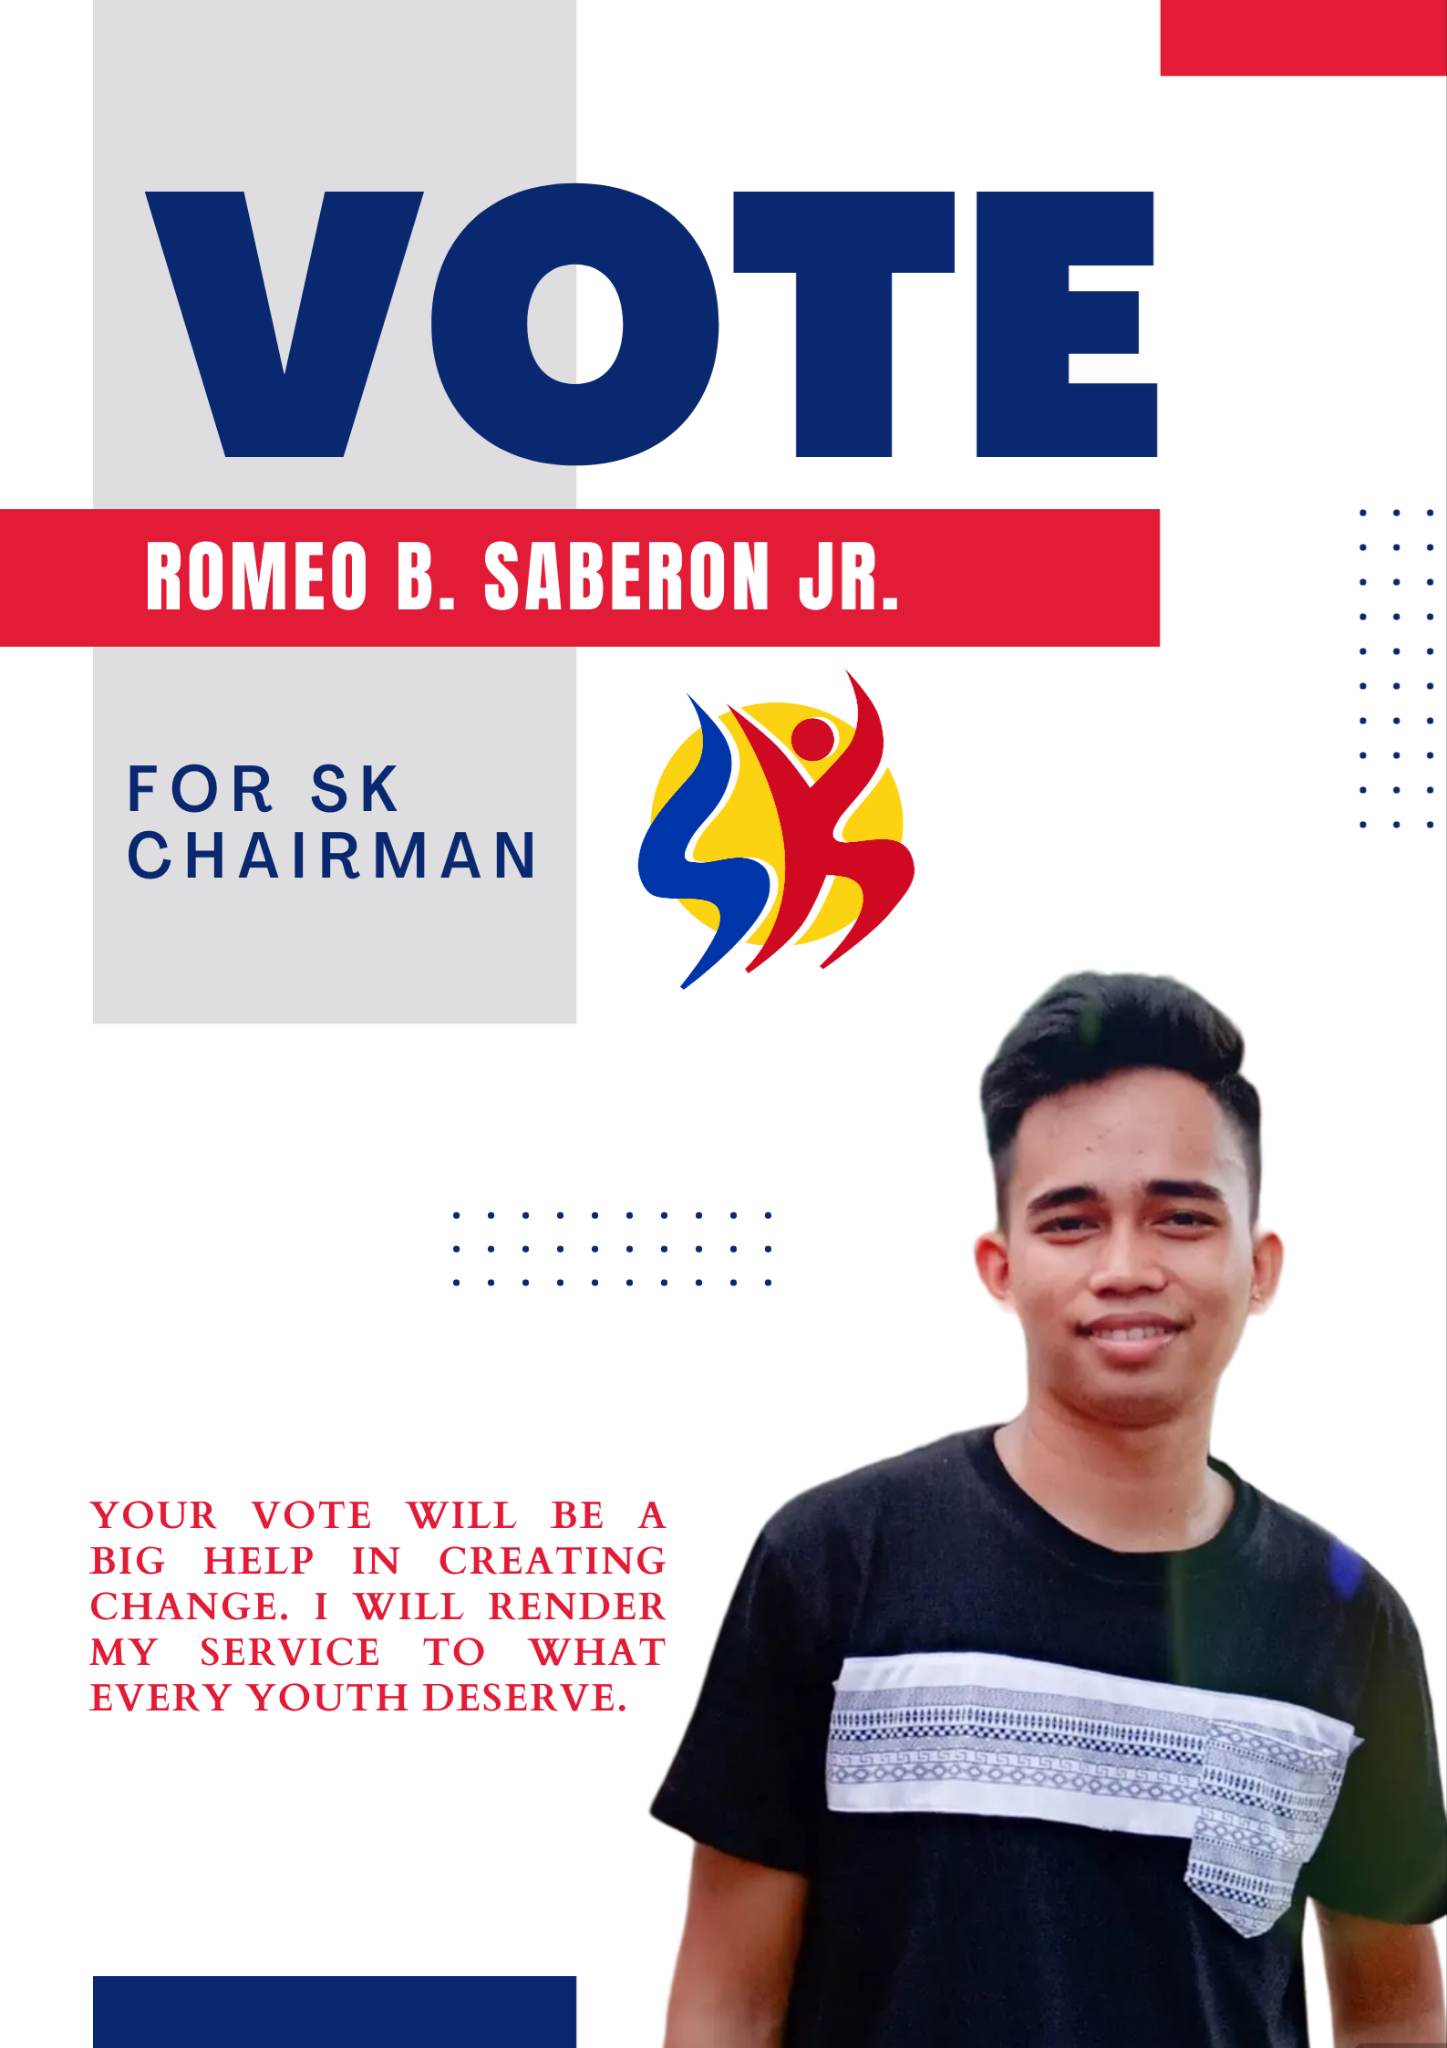 VOTE
ROMEO B. SABERON JR.
FOR SK
CHAIRMAN
SK
YOUR VOTE WILL BE A
BIG HELP IN CREATING
CHANGE. I WILL RENDER
MY SERVICE TO WHAT
EVERY YOUTH DESERVE.